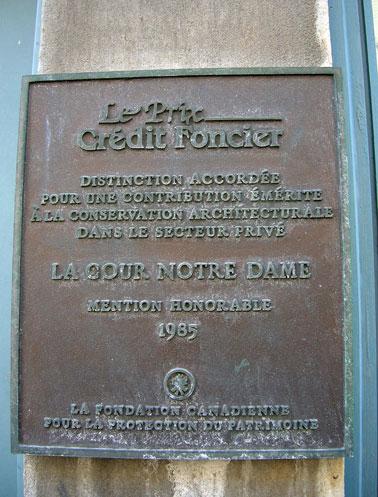 Le Prix
Crédit Foncier
DISTINCTION ACCORDÉE
POUR UNE CONTRIBUTION ÉMÉRITE
À LA CONSERVATION ARCHITECTURALE
DANS LE SECTEUR PRIVÉ
LA COUR NOTRE DAME
MENTION HONORABLE
1985
LA FONDATION CANADIENNE
POUR LA PROTECTION DU PATRIMOINE